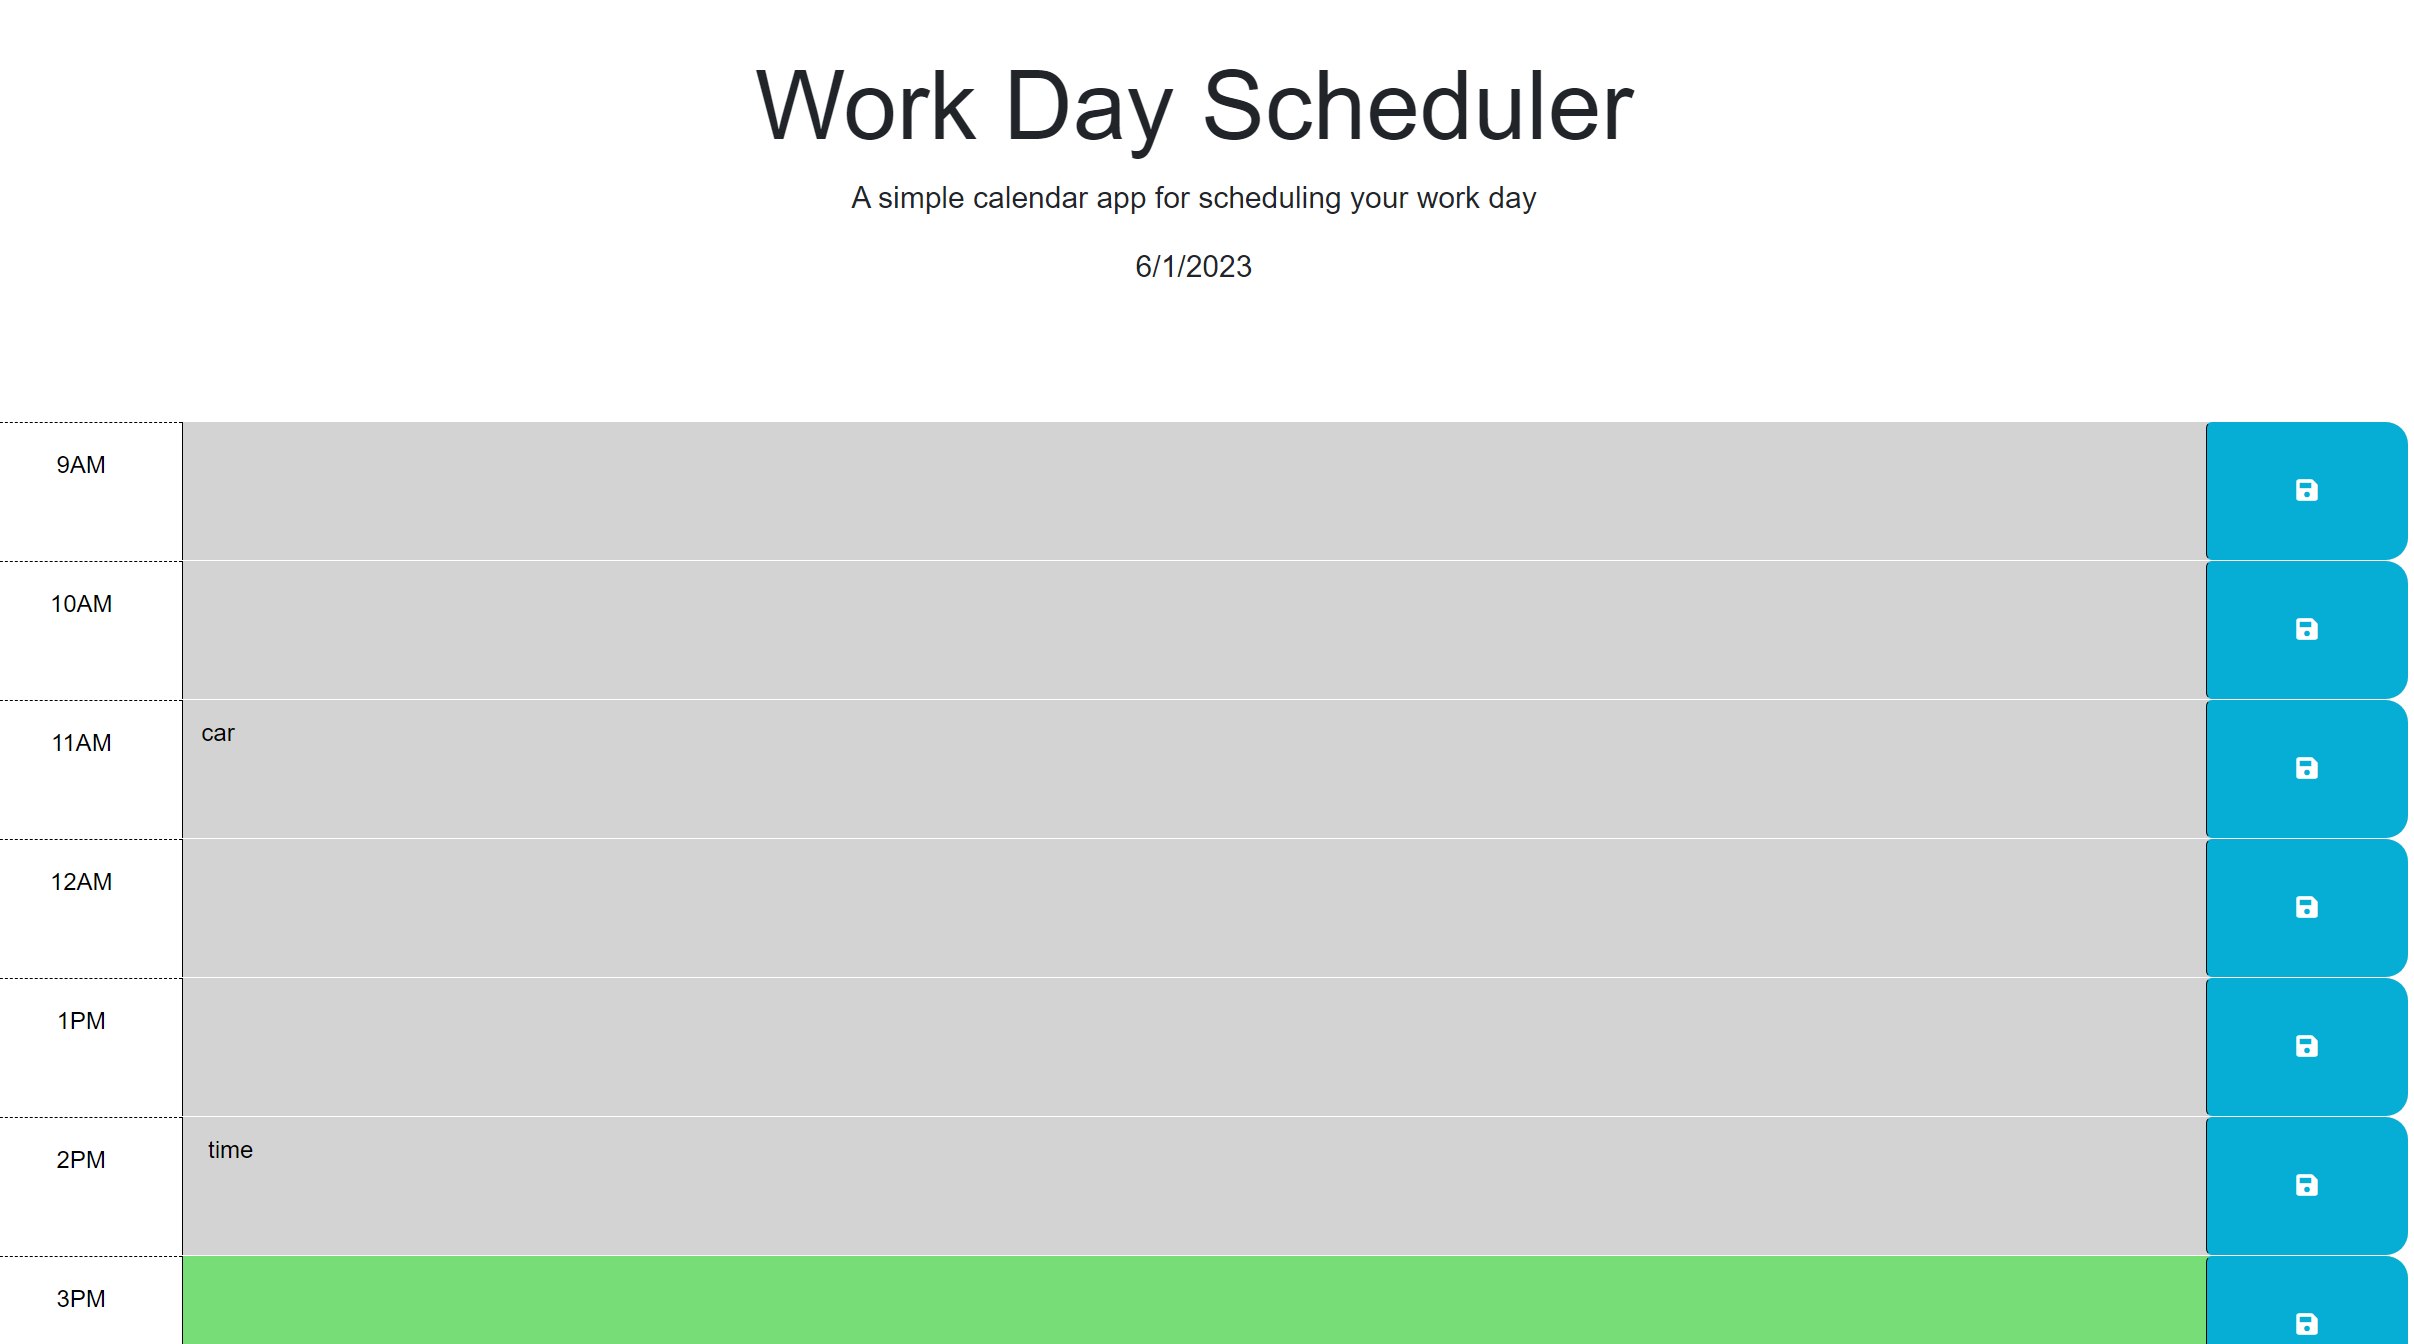 Work Day Scheduler
A simple calendar app for scheduling your work day
6/1/2023
9AM
10AM
11AM
car
12AM
1PM
2PM
time
3PM